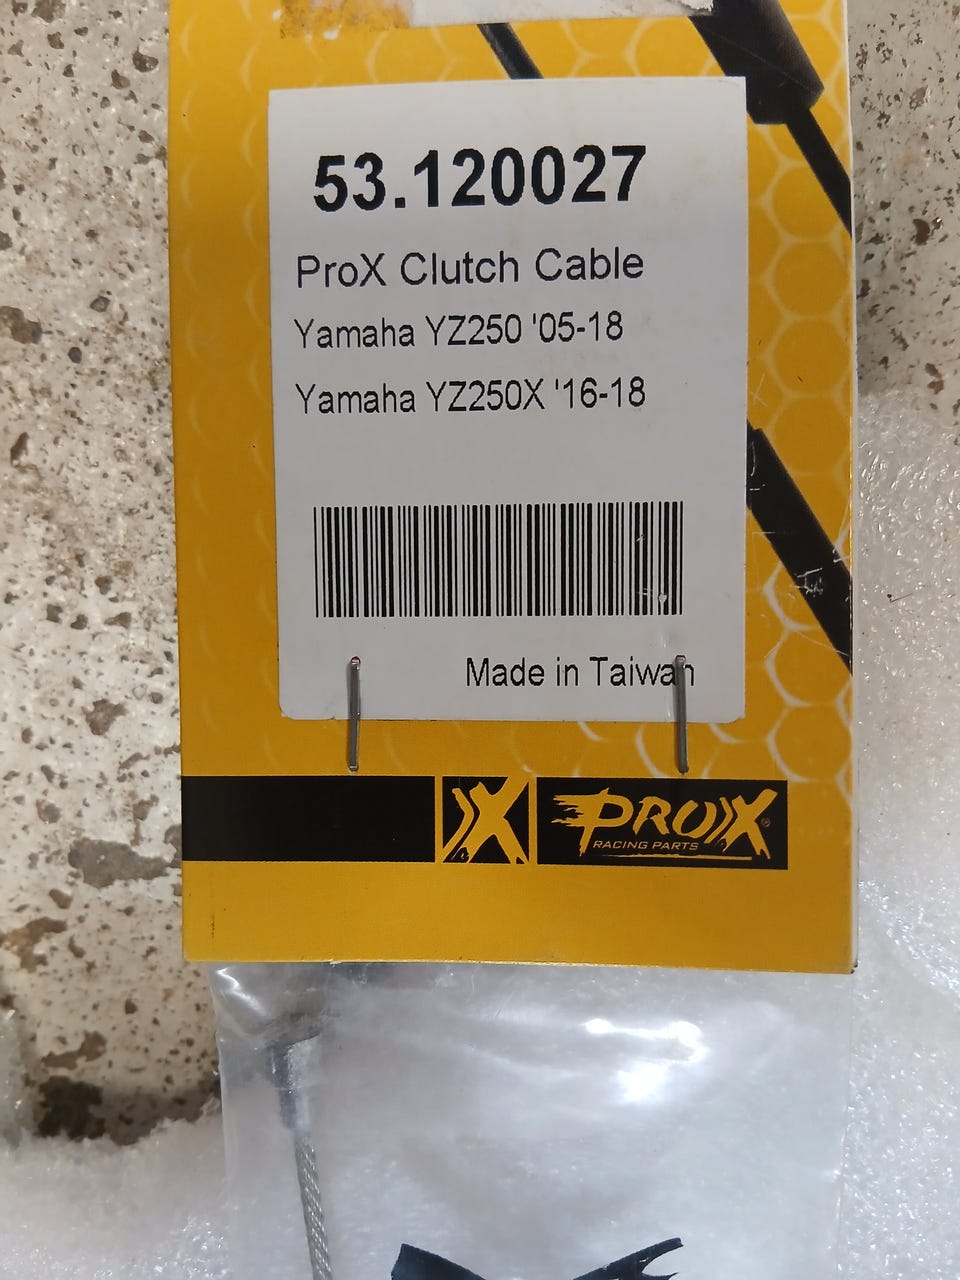 53.120027
ProX Clutch Cable
Yamaha YZ250 '05-18
Yamaha YZ250X '16-18
Made in Taiwan
X PROX®
RACING PARTS